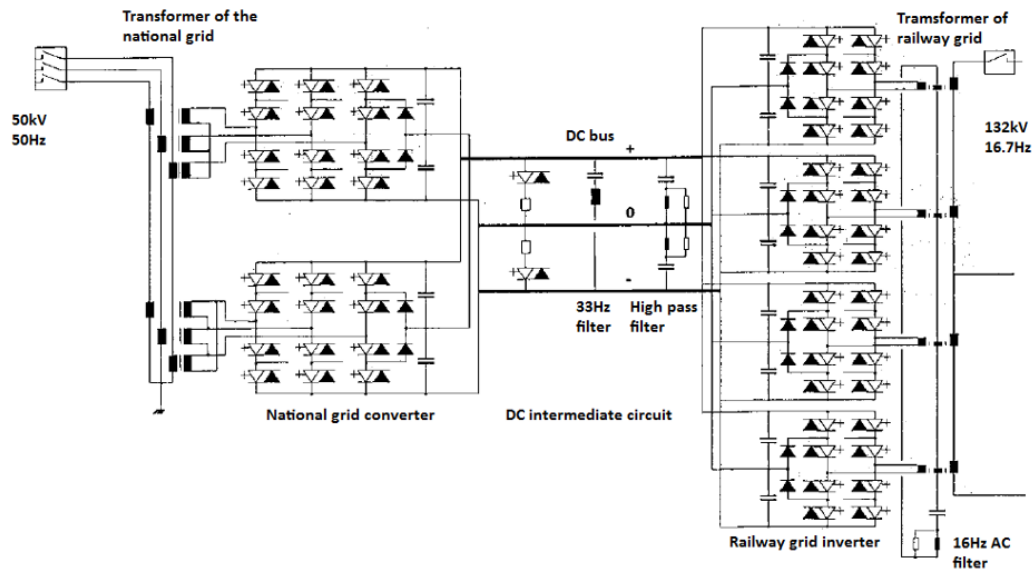 Transformer of the
national grid
50kV
50Hz
DC bus
+
0
-
33Hz
filter
High pass
filter
National grid converter
DC intermediate circuit
Tramsformer of
railway grid
132kV
16.7Hz
Railway grid inverter
16Hz AC
filter